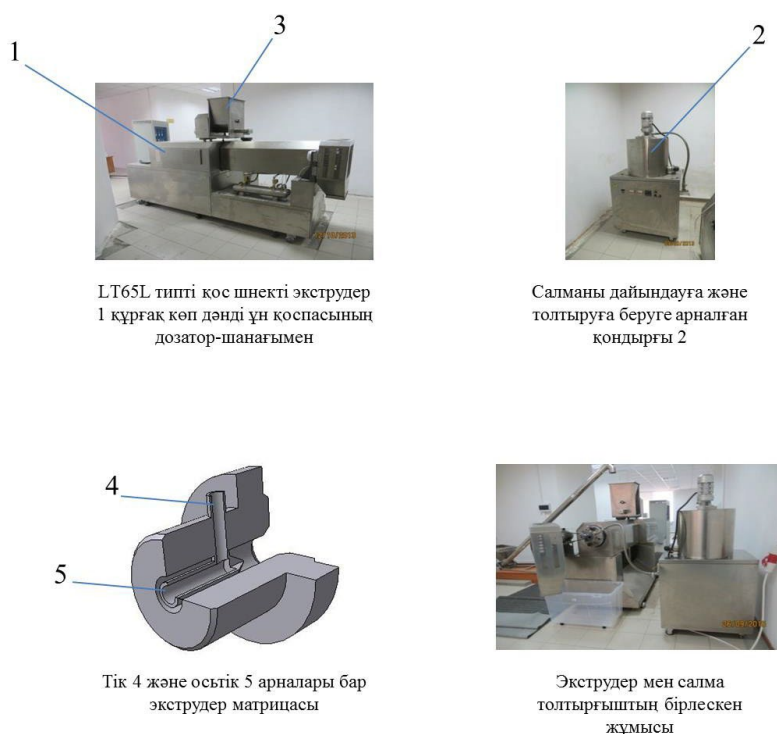 3
1
2
LT65L типті қос шнекті экструдер
1 құрғақ көп дәнді ұн қоспасының
дозатор-шанағымен
Салманы дайындауға және
толтыруға беруге арналған
қондырғы 2
4
5
Тік 4 және осьтік 5 арналары бар
экструдер матрицасы
Экструдер мен салма
толтырғыштың бірлескен
жұмысы